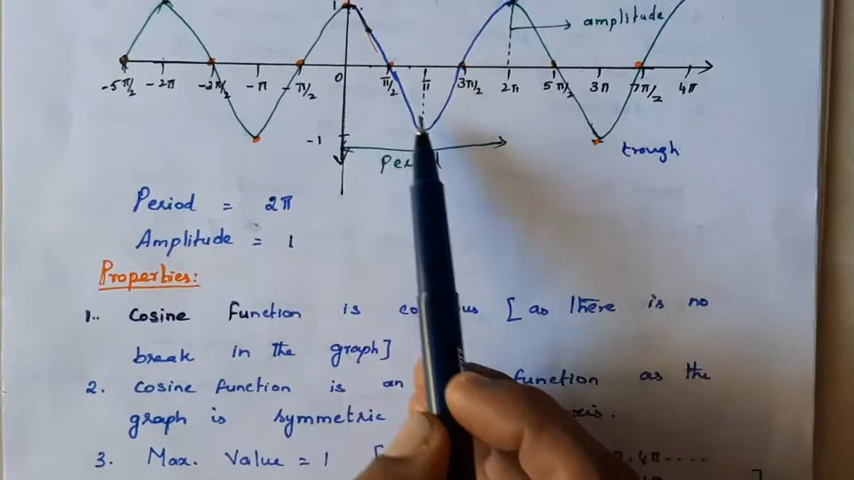 1
amplitude
-5π/2 -2π -3π/2 -π -π/2 0 π/2 π 3π/2 2π 5π/2 3π 7π/2 4π
-1
trough
Period = 2π
Amplitude = 1
Properties:
1. Cosine function is [as there is no
break in the graph]
2. Cosine function is an function as the
graph is symmetric
3. Max. Value = 1 [ , 4π ....
]